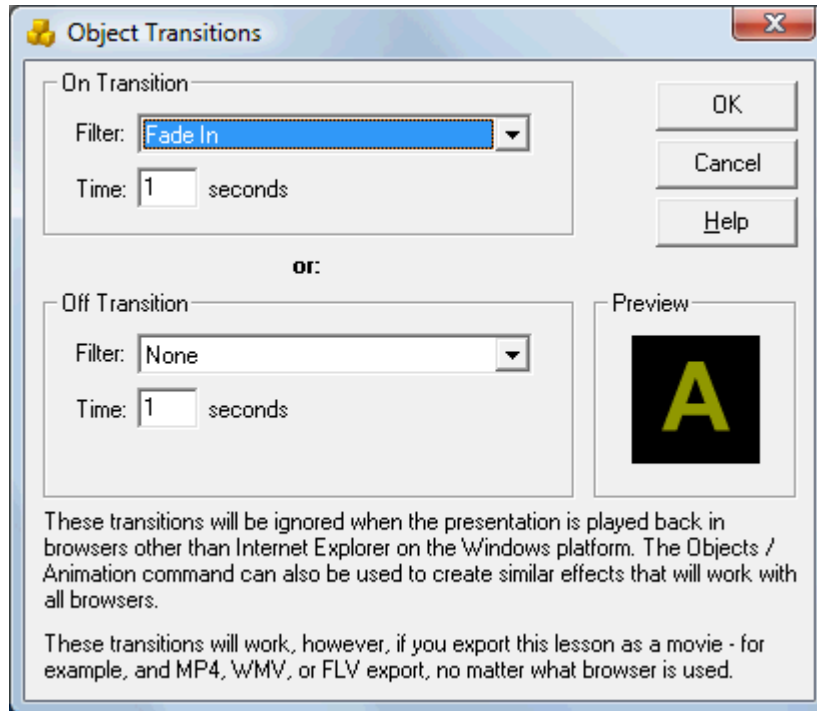 Object Transitions
On Transition
Filter: Fade In
Time: 1 seconds
OK
Cancel
Help
or:
Off Transition
Filter: None
Time: 1 seconds
Preview
A
These transitions will be ignored when the presentation is played back in
browsers other than Internet Explorer on the Windows platform. The Objects /
Animation command can also be used to create similar effects that will work with
all browsers.
These transitions will work, however, if you export this lesson as a movie - for
example, and MP4, WMV, or FLV export, no matter what browser is used.